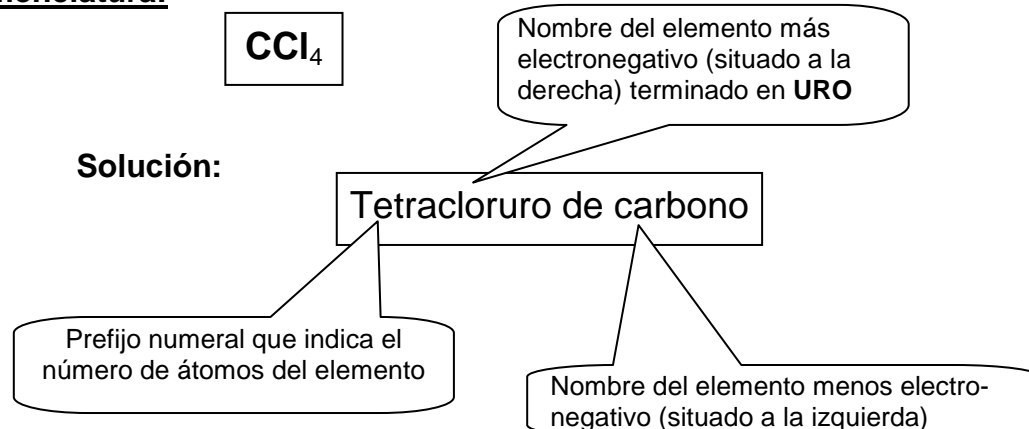 nomenclatura:
CCl4
Nombre del elemento más
electronegativo (situado a la
derecha) terminado en URO
Solución:
Tetracloruro de carbono
Prefijo numeral que indica el
número de átomos del elemento
Nombre del elemento menos electro-
negativo (situado a la izquierda)